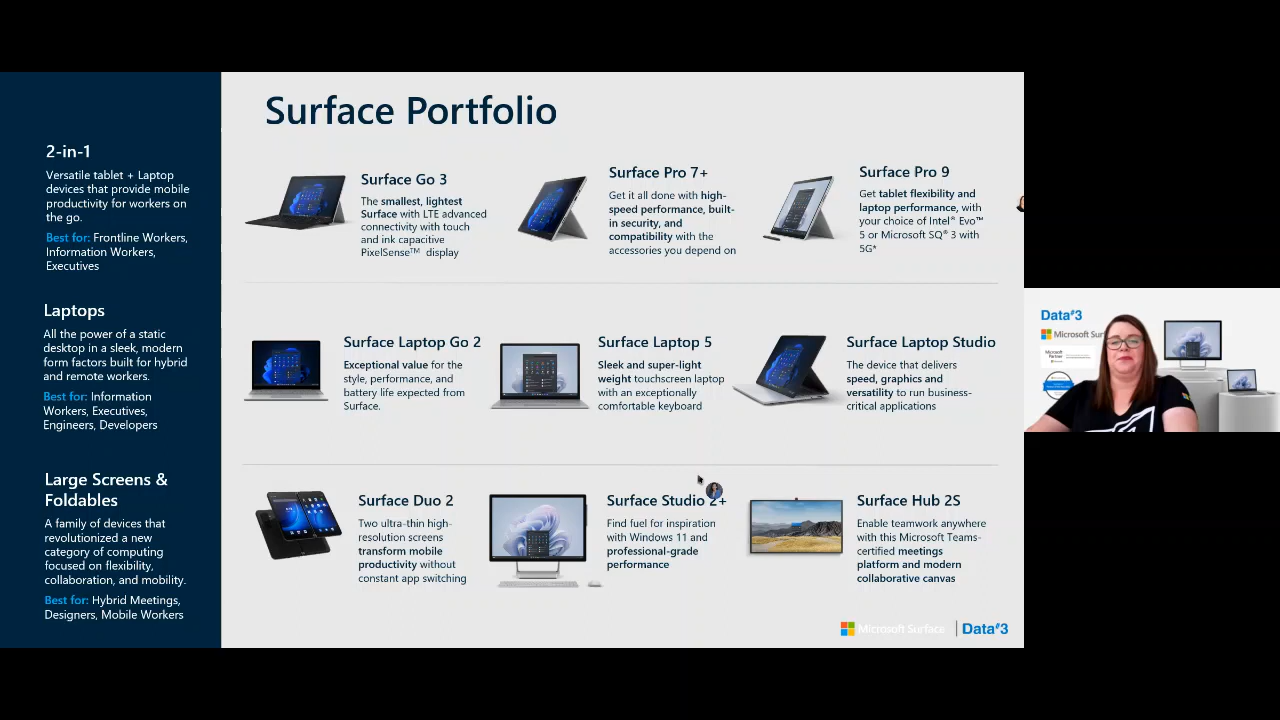 Surface Portfolio
2-in-1
Versatile tablet + Laptop
devices that provide mobile
productivity for workers on
the go.
Best for: Frontline Workers,
Information Workers,
Executives
Surface Go 3
The smallest, lightest
Surface with LTE advanced
connectivity with touch
and ink capacitive
PixelSense™ display
Surface Pro 7+
Get it all done with high-
speed performance, built-
in security, and
compatibility with the
accessories you depend on
Surface Pro 9
Get tablet flexibility and
laptop performance, with
your choice of Intel® Evo™
5 or Microsoft SQ® 3 with
5G*
Laptops
All the power of a static
desktop in a sleek, modern
form factors built for hybrid
and remote workers.
Best for: Information
Workers, Executives,
Engineers, Developers
Surface Laptop Go 2
Exceptional value for the
style, performance, and
battery life expected from
Surface.
Surface Laptop 5
Sleek and super-light
weight touchscreen laptop
with an exceptionally
comfortable keyboard
Surface Laptop Studio
The device that delivers
speed, graphics and
versatility to run business-
critical applications
Large Screens &
Foldables
A family of devices that
revolutionized a new
category of computing
focused on flexibility,
collaboration, and mobility.
Best for: Hybrid Meetings,
Designers, Mobile Workers
Surface Duo 2
Two ultra-thin high-
resolution screens
transform mobile
productivity without
constant app switching
Surface Studio 2+
Find fuel for inspiration
with Windows 11 and
professional-grade
performance
Surface Hub 2S
Enable teamwork anywhere
with this Microsoft Teams-
certified meetings
platform and modern
collaborative canvas
Microsoft Surface
Data#3
Data#3
Microsoft
Microsoft
Partner